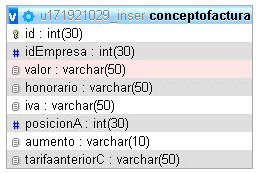 v u171921029_inser conceptofactura
id : int(30)
# idEmpresa : int(30)
valor : varchar(50)
honorario : varchar(50)
iva : varchar(50)
# posicionA : int(30)
aumento : varchar(10)
tarifaanteriorC : varchar(50)